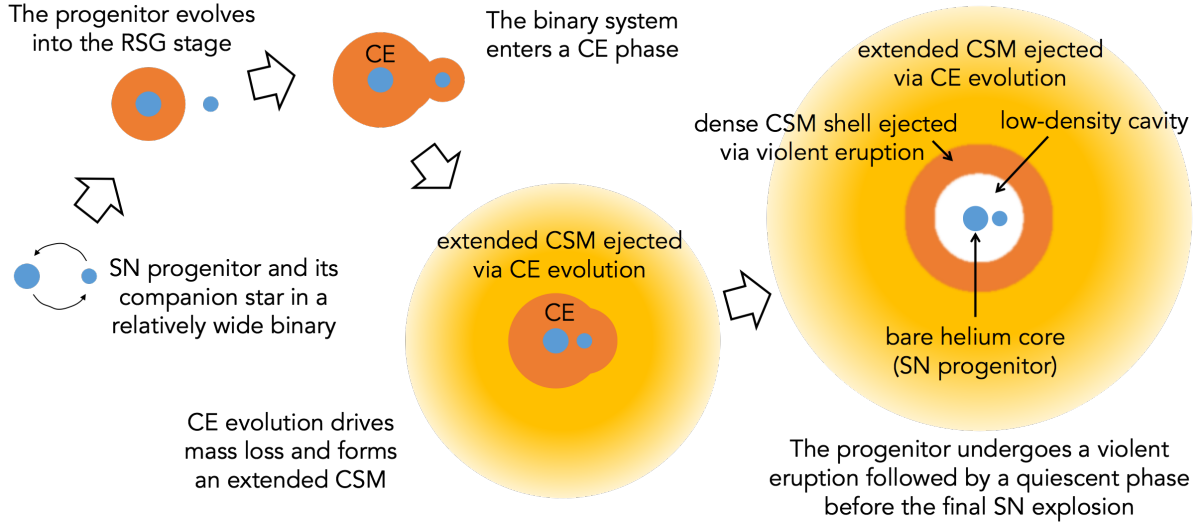 The progenitor evolves
into the RSG stage
CE
The binary system
enters a CE phase
SN progenitor and its
companion star in a
relatively wide binary
extended CSM ejected
via CE evolution
CE
CE evolution drives
mass loss and forms
an extended CSM
extended CSM ejected
via CE evolution
dense CSM shell ejected
via violent eruption
low-density cavity
bare helium core
(SN progenitor)
The progenitor undergoes a violent
eruption followed by a quiescent phase
before the final SN explosion